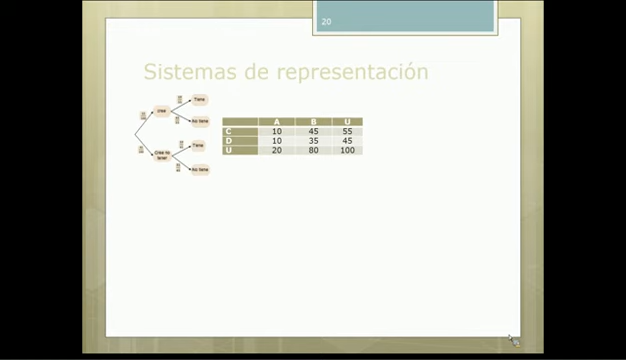 20
Sistemas de representación
Tiene
Cree
No tiene
Tiene
Cree no
tener
No tiene
A B U
C 10 45 55
D 10 35 45
U 20 80 100